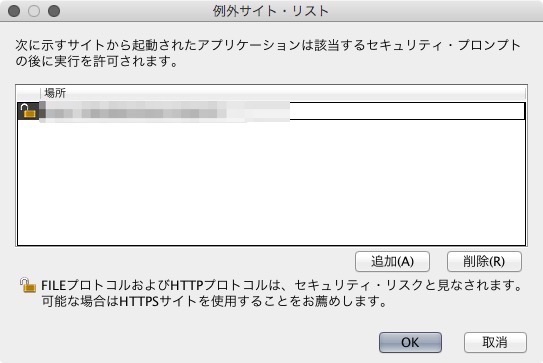 例外サイト・リスト
次に示すサイトから起動されたアプリケーションは該当するセキュリティ・プロンプト
の後に実行を許可されます。
場所
追加(A)
削除(R)
FILEプロトコルおよびHTTPプロトコルは、セキュリティ・リスクと見なされます。
可能な場合はHTTPSサイトを使用することをお薦めします。
OK
取消